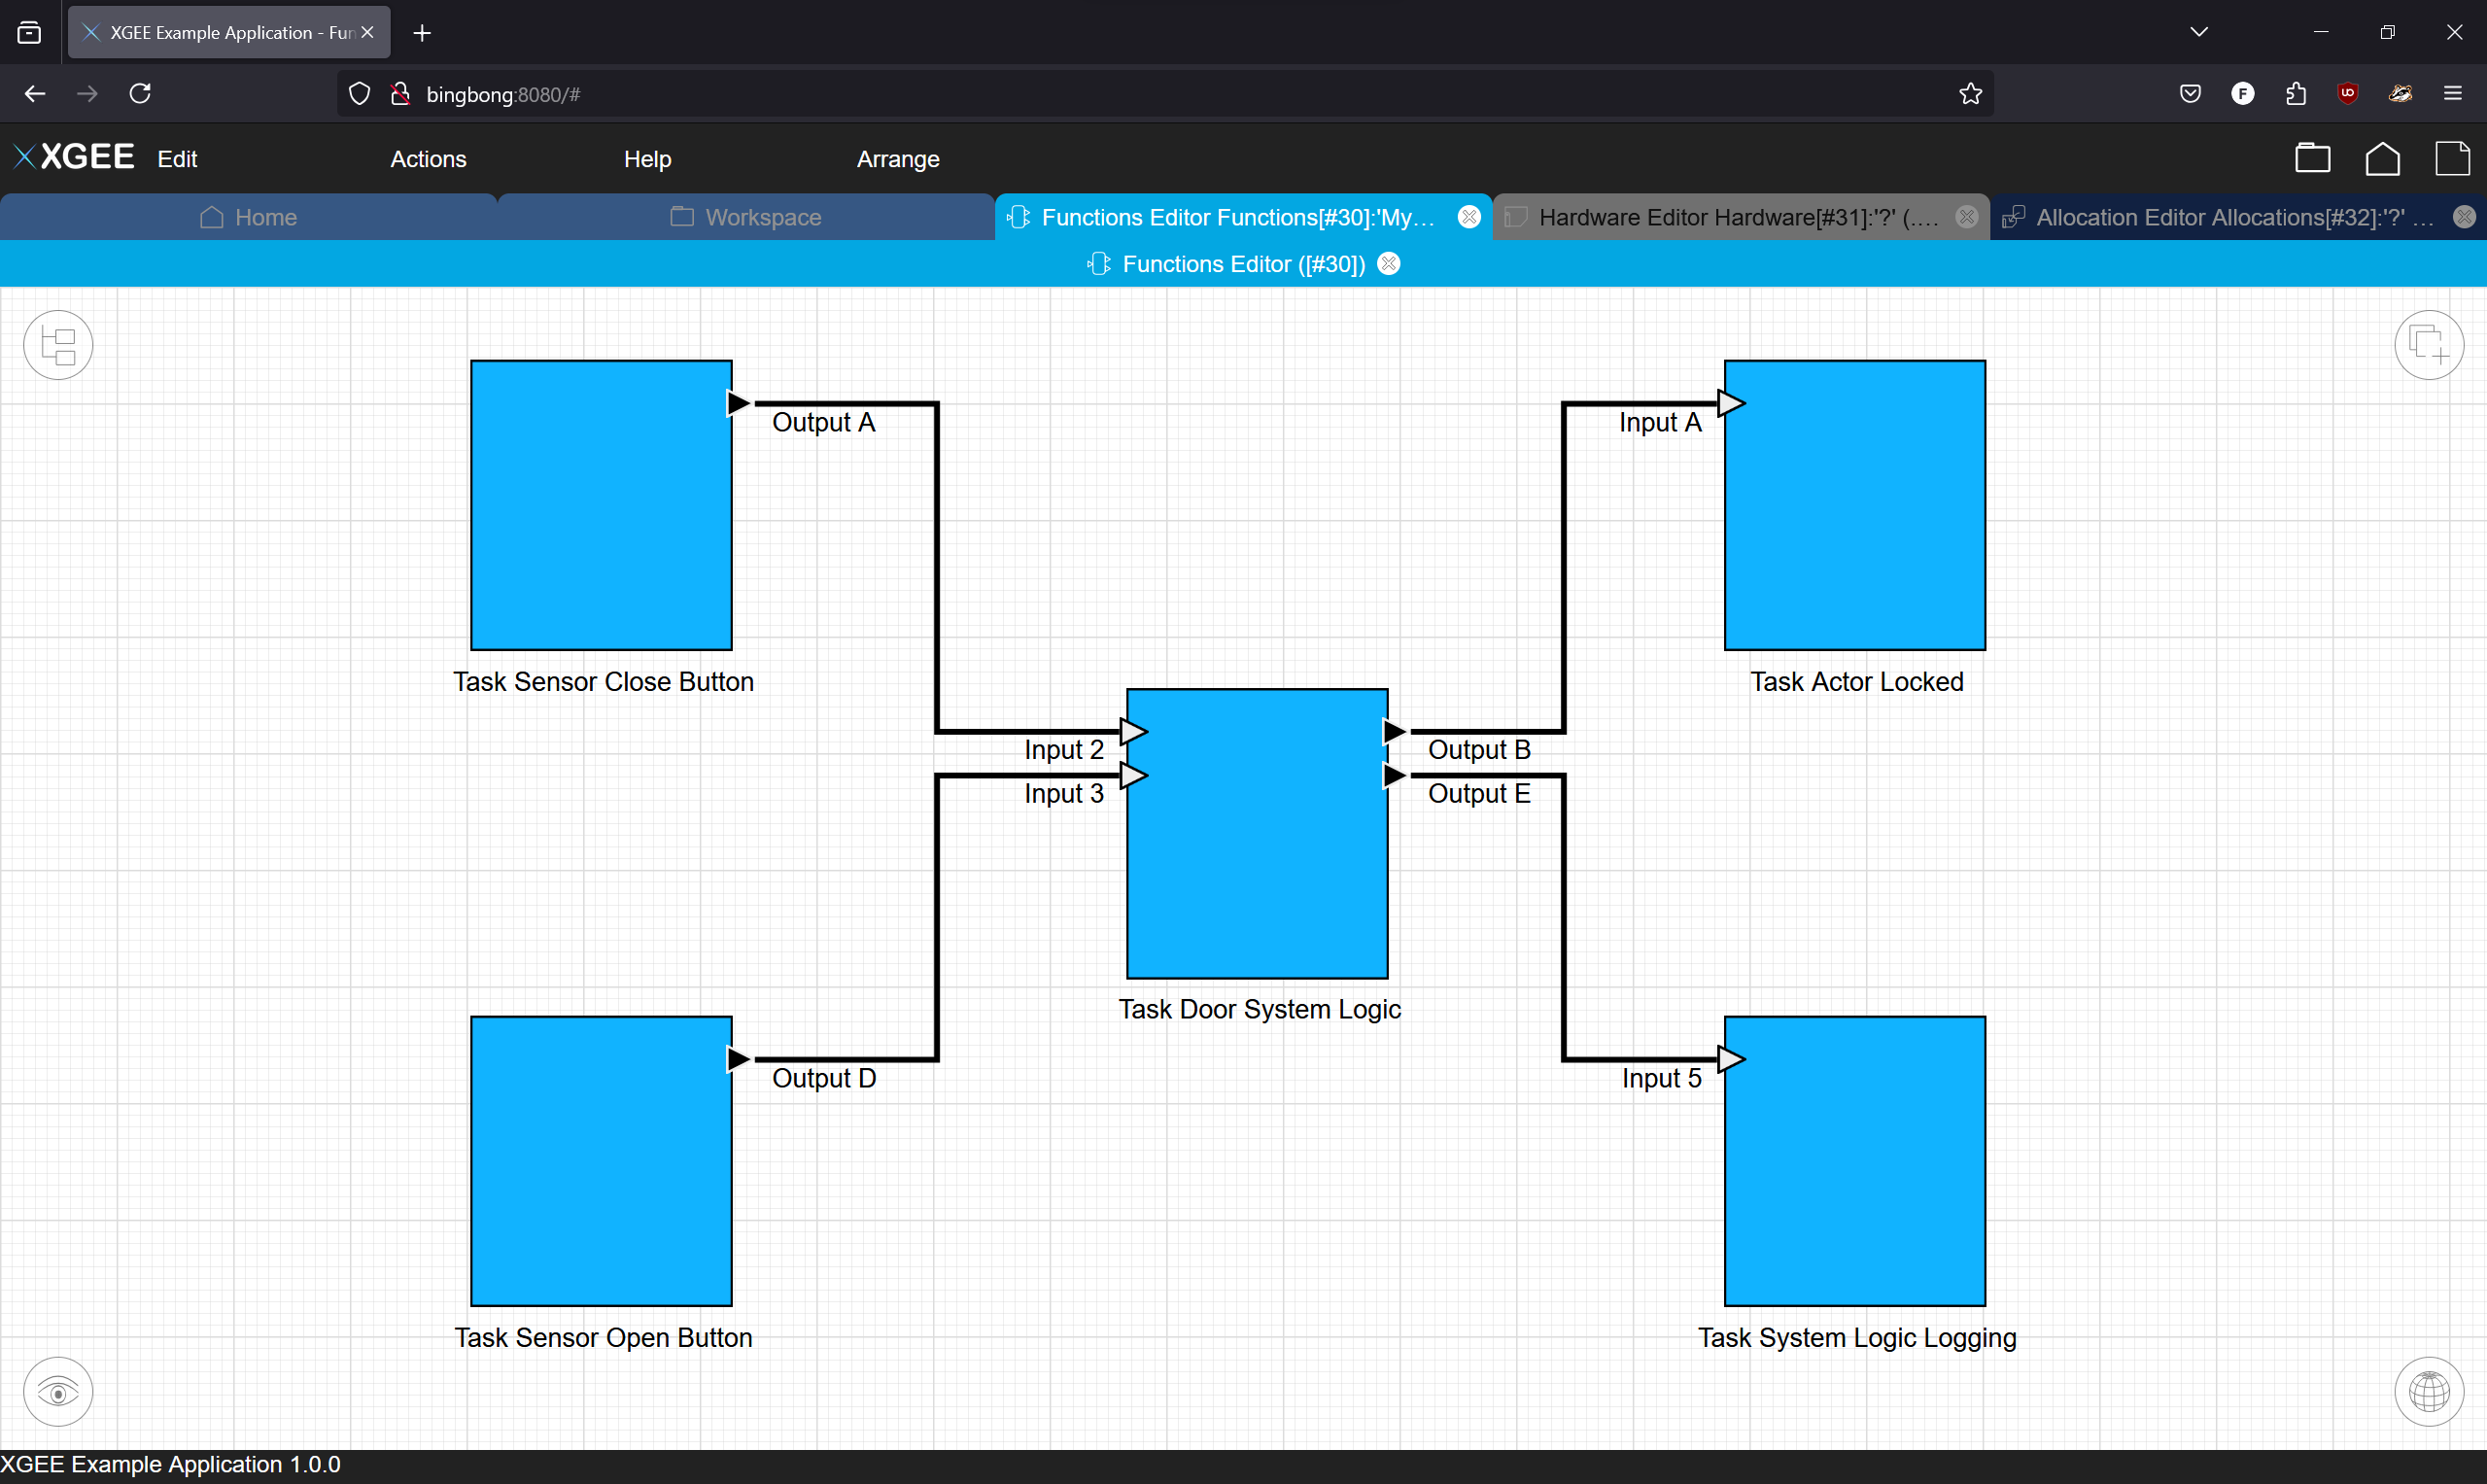 XGEE Example Application - Fun
bingbong:8080/#
XGEE Edit Actions Help Arrange
Home Workspace Functions Editor Functions[#30]:'My... Hardware Editor Hardware[#31]:'?' (.... Allocation Editor Allocations[#32]:'?' ...
Functions Editor ([#30])
Output A Input A
Task Sensor Close Button Task Actor Locked
Input 2 Output B
Input 3 Output E
Task Door System Logic
Output D Input 5
Task Sensor Open Button Task System Logic Logging
XGEE Example Application 1.0.0